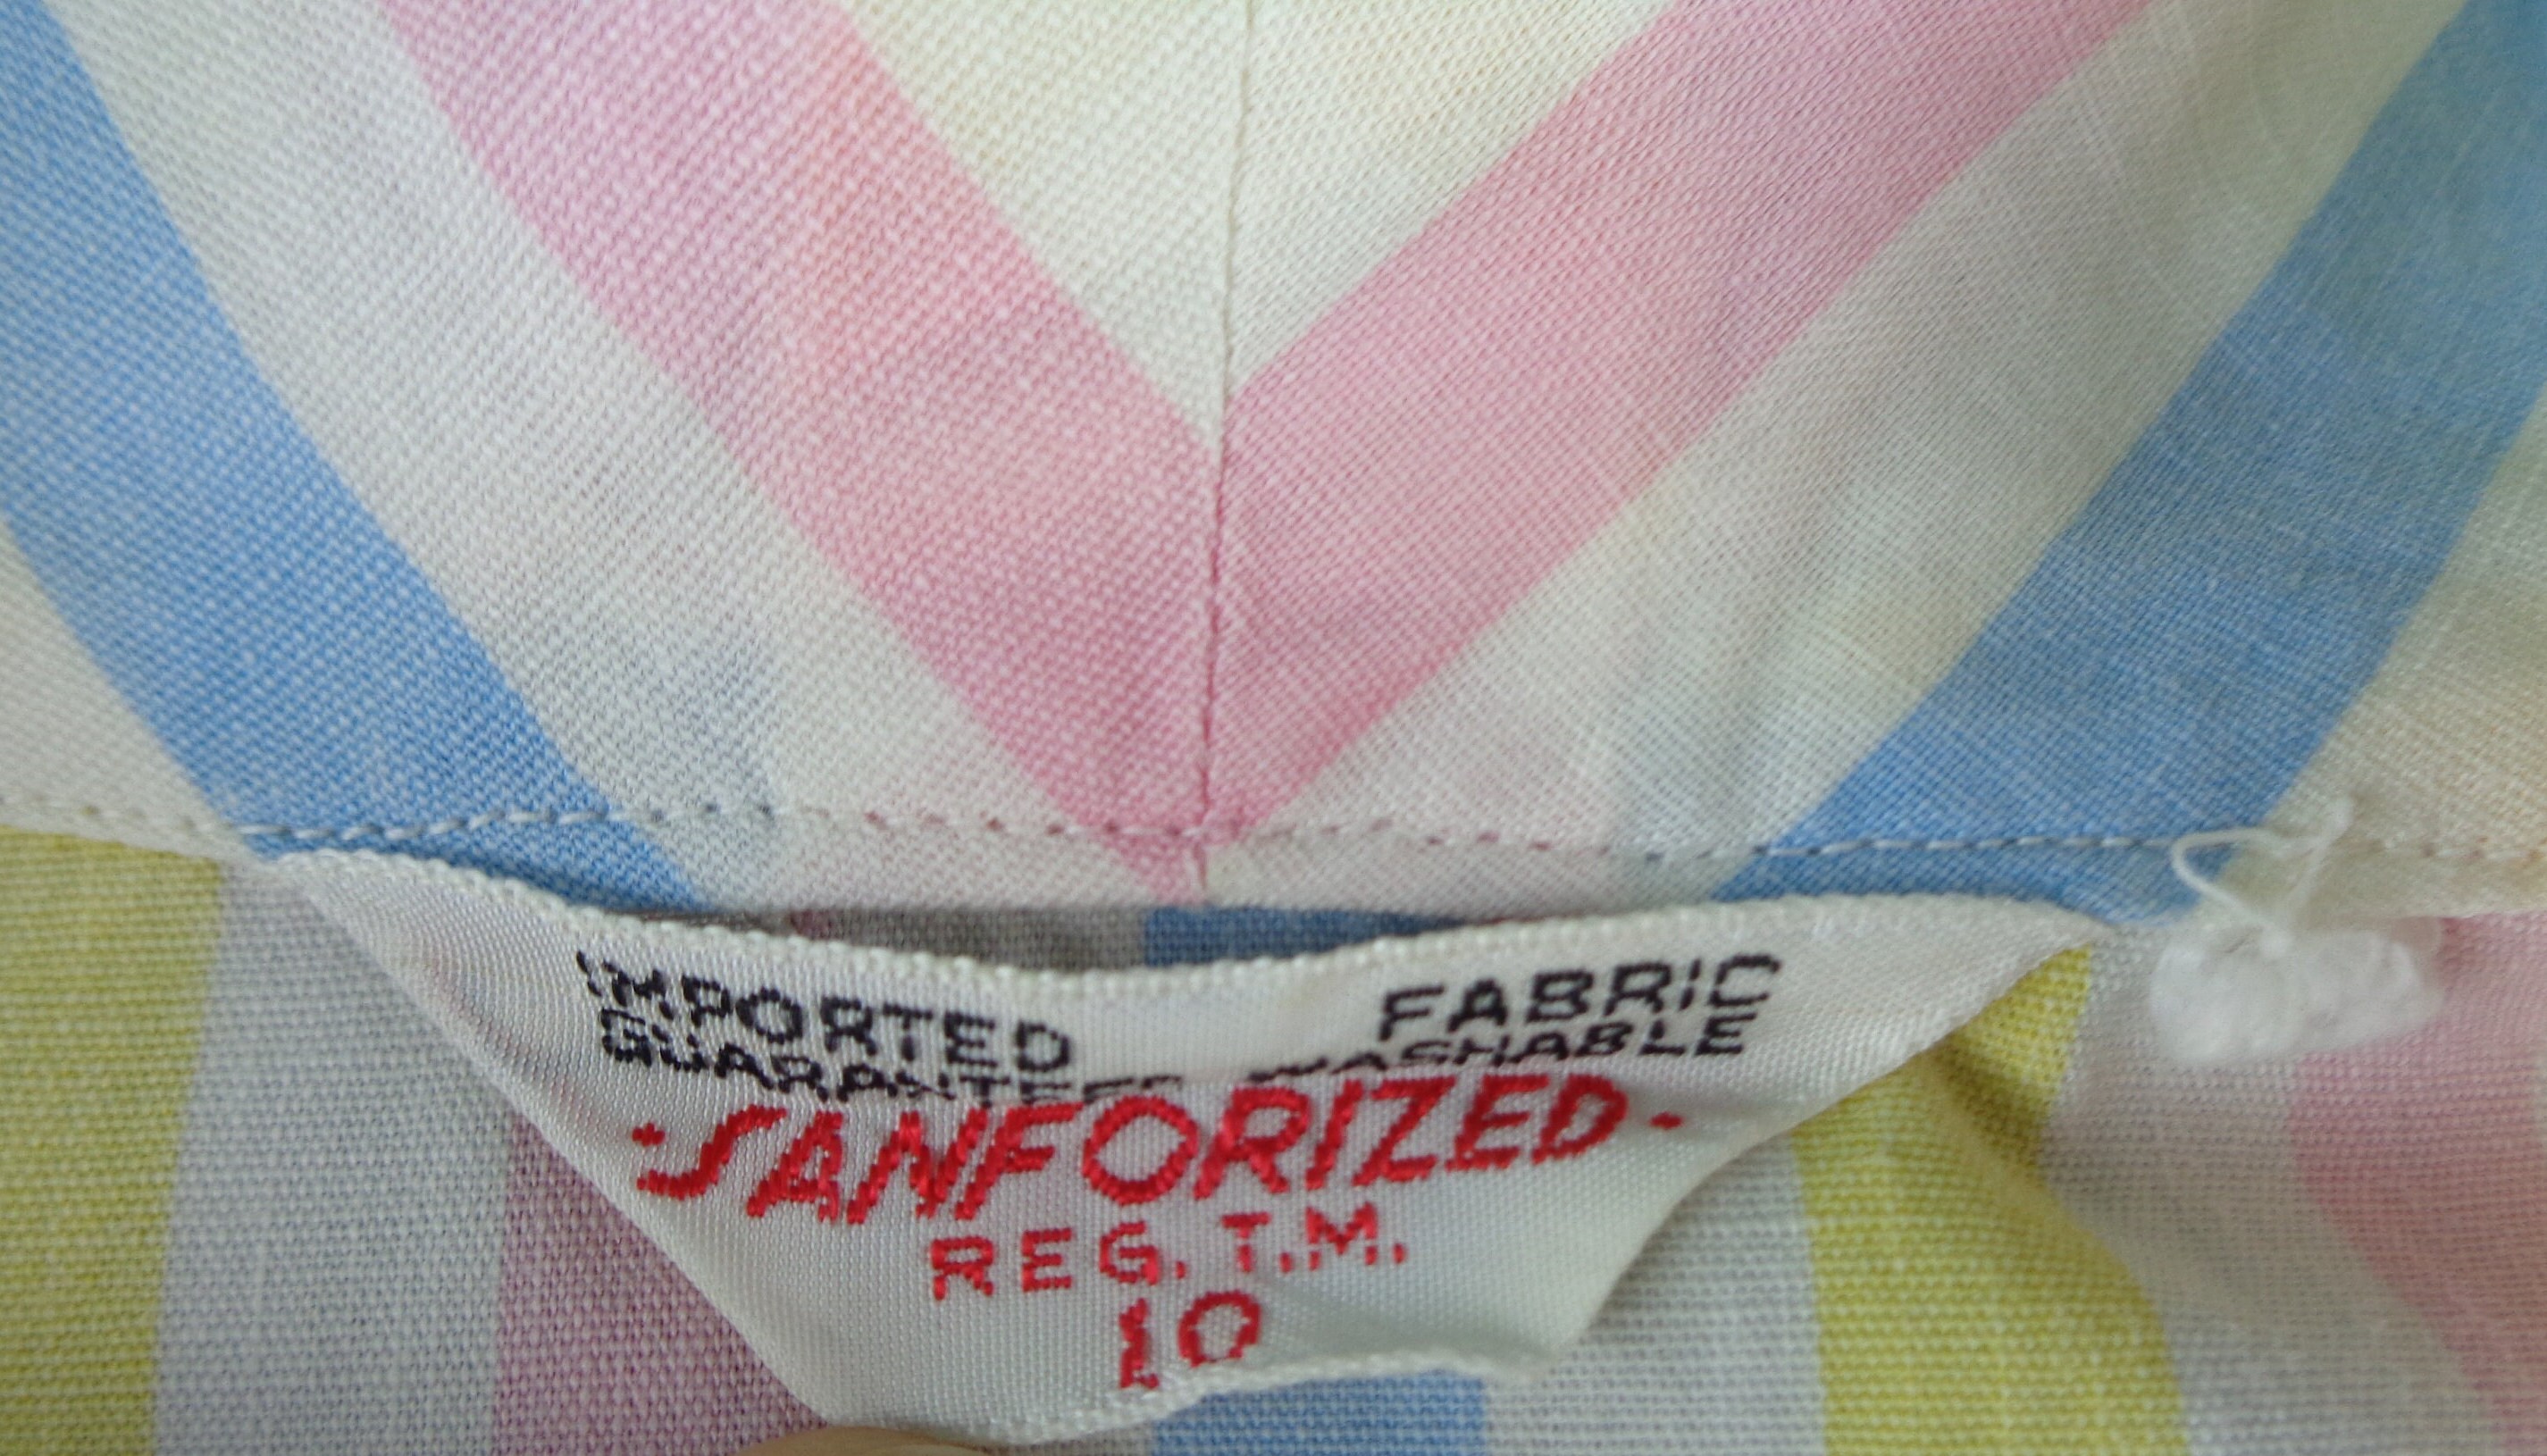 IMPORTED FABRIC
GUARANTEED WASHABLE
·SANFORIZED·
REG. T.M.
10